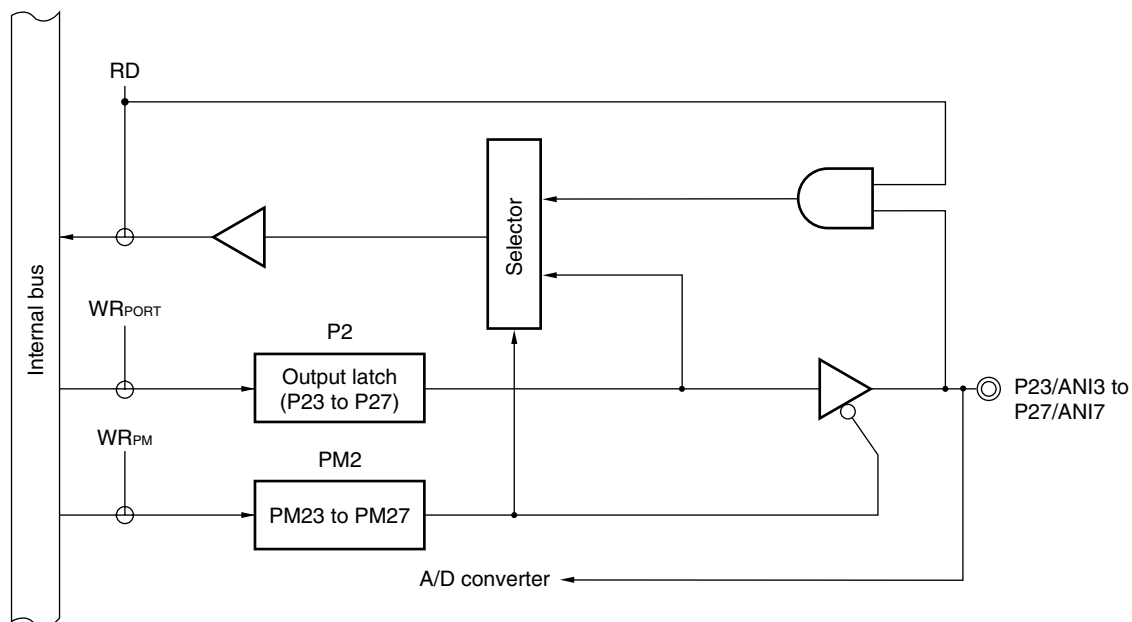 RD
Selector
Internal bus
WRPORT
P2
Output latch
(P23 to P27)
P23/ANI3 to
P27/ANI7
WRPM
PM2
PM23 to PM27
A/D converter